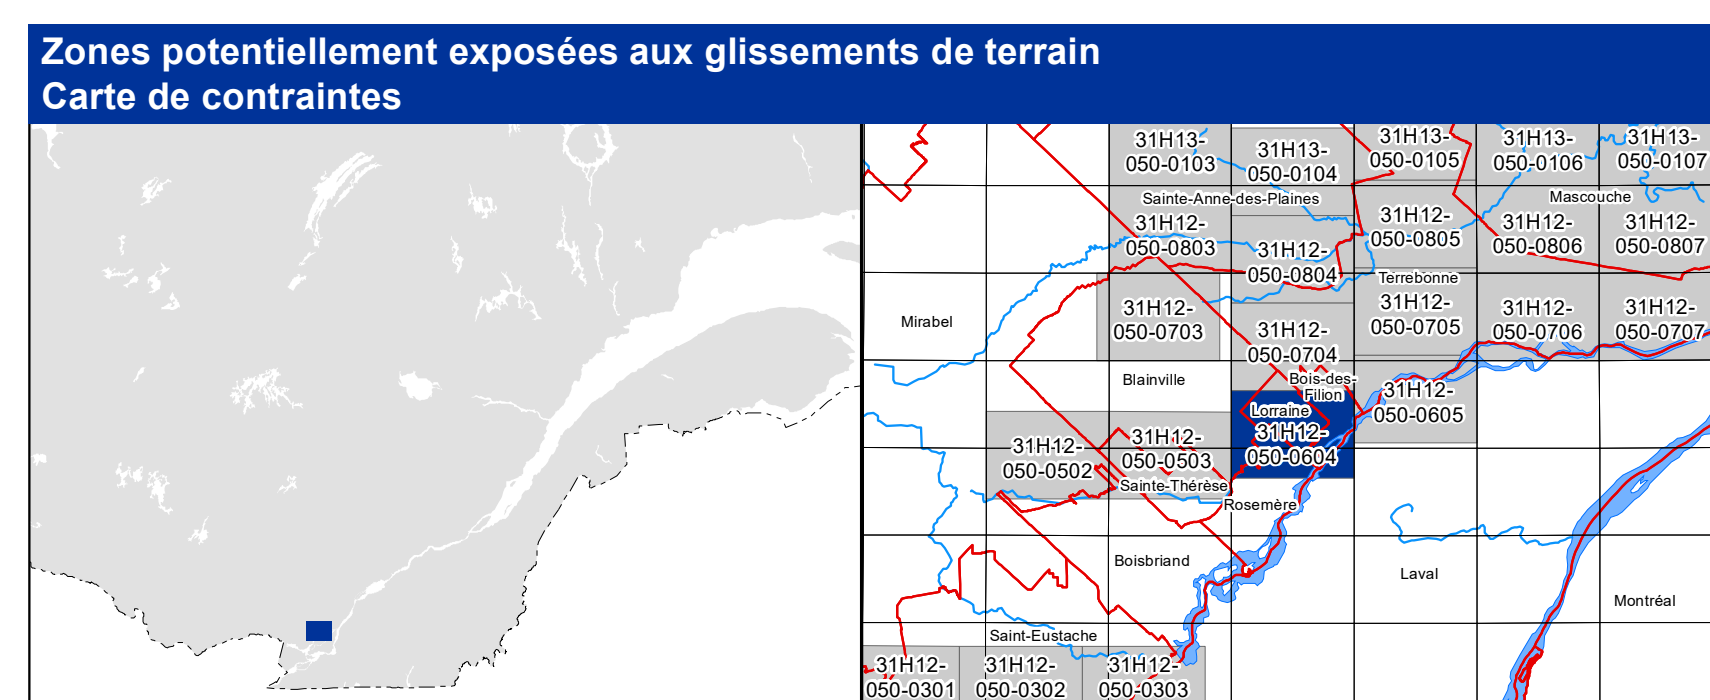 Zones potentiellement exposées aux glissements de terrain
Carte de contraintes
31H13-
050-0103
31H13-
050-0104
31H13-
050-0105
31H13-
050-0106
31H13-
050-0107
Sainte-Anne-des-Plaines
Mascouche
31H12-
050-0803
31H12-
050-0804
31H12-
050-0805
31H12-
050-0806
31H12-
050-0807
Terrebonne
Mirabel
31H12-
050-0703
31H12-
050-0704
31H12-
050-0705
31H12-
050-0706
31H12-
050-0707
Blainville
Bois-des-
Filion
Lorraine
31H12-
050-0604
31H12-
050-0605
31H12-
050-0502
31H12-
050-0503
Sainte-Thérèse
Rosemère
Boisbriand
Laval
Montréal
Saint-Eustache
31H12-
050-0301
31H12-
050-0302
31H12-
050-0303